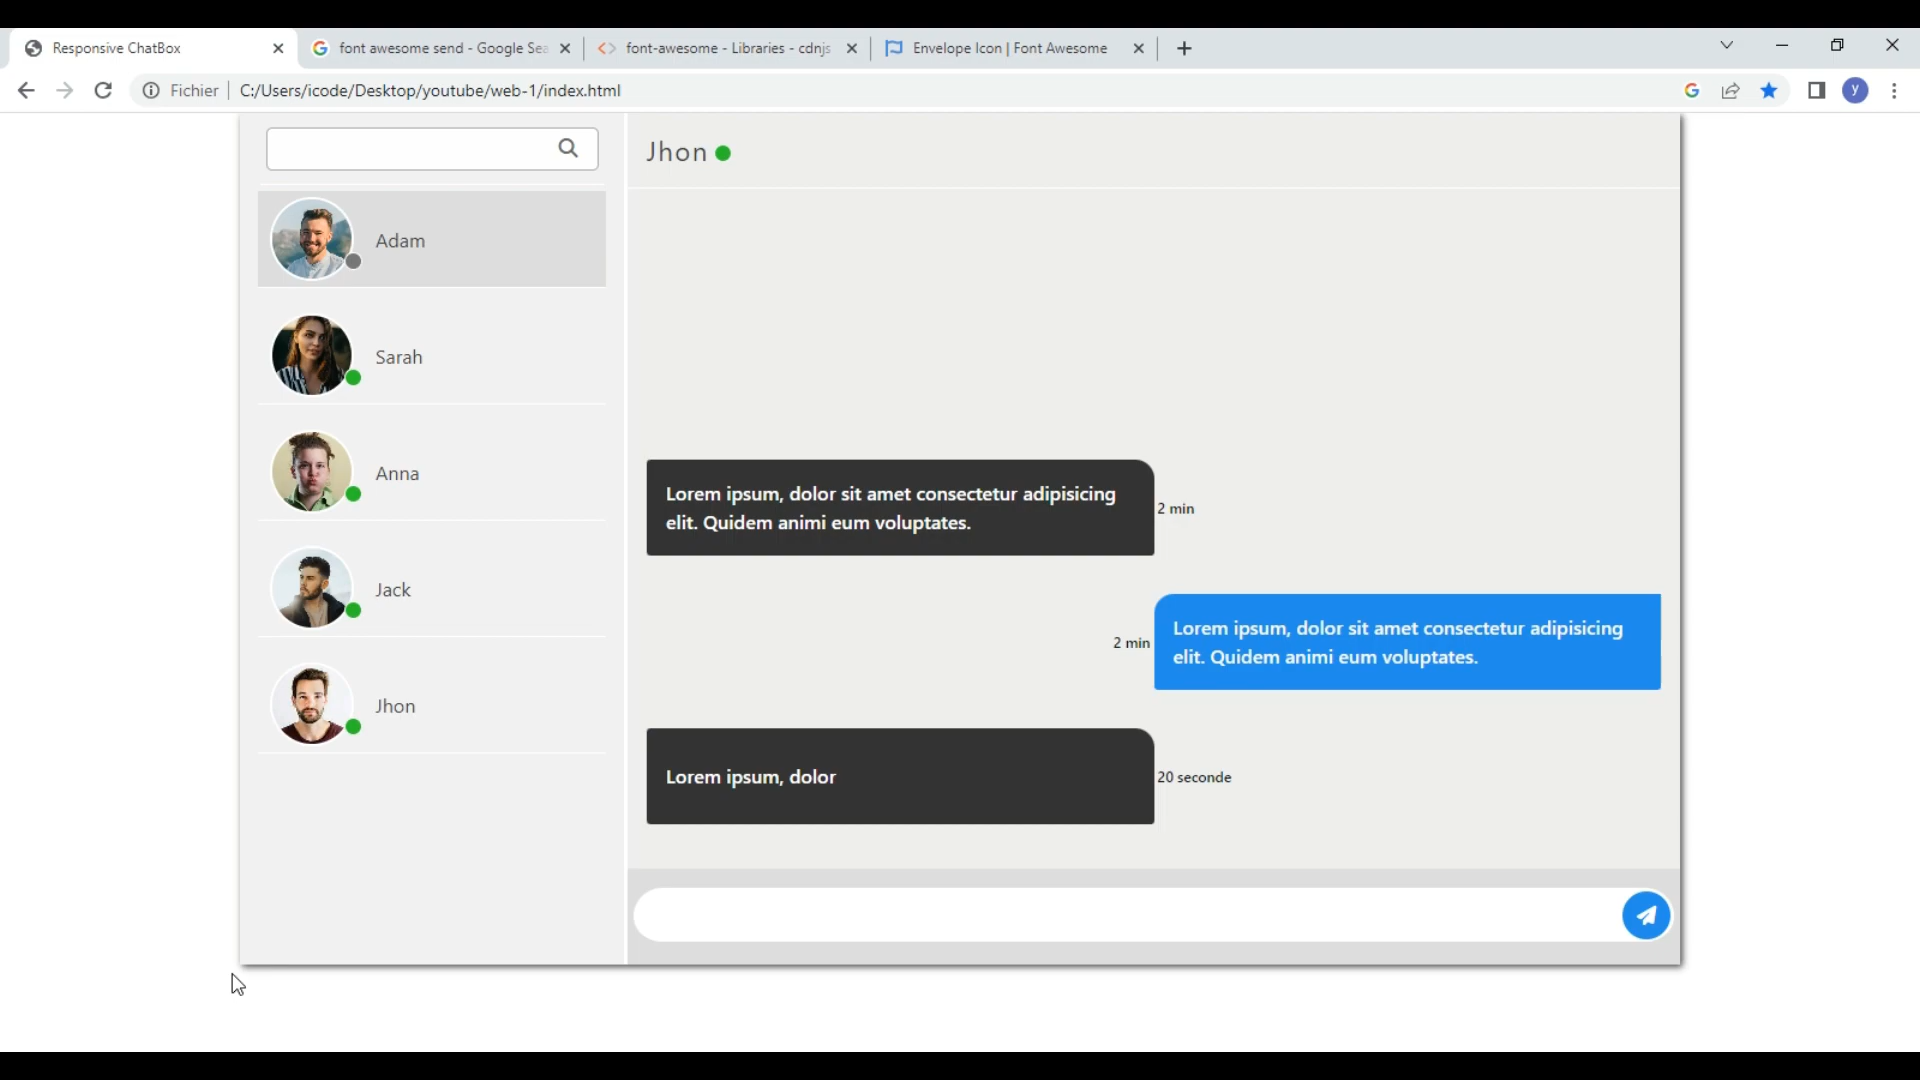 Responsive ChatBox
font awesome send - Google Sea
font-awesome - Libraries - cdnjs
Envelope Icon | Font Awesome
Fichier
C:/Users/icode/Desktop/youtube/web-1/index.html
y
Jhon
Adam
Sarah
Anna
Jack
Jhon
Lorem ipsum, dolor sit amet consectetur adipisicing
elit. Quidem animi eum voluptates.
2 min
2 min
Lorem ipsum, dolor sit amet consectetur adipisicing
elit. Quidem animi eum voluptates.
Lorem ipsum, dolor
20 seconde